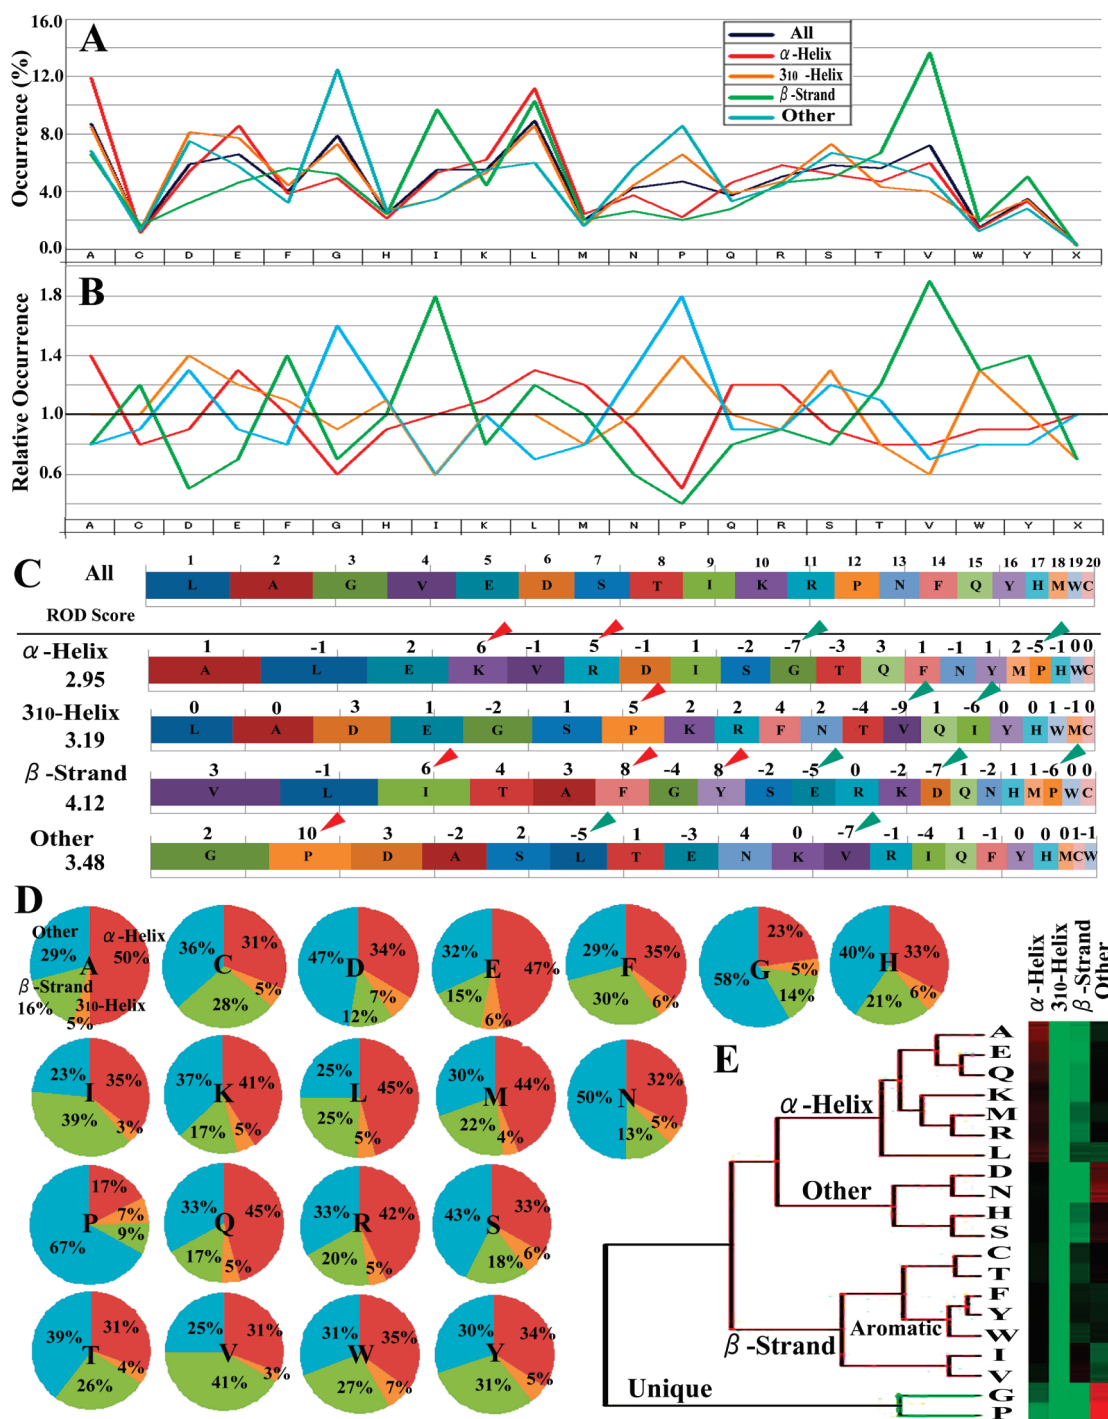 A
16.0
12.0
8.0
4.0
0.0
Occurrence (%)
All
α-Helix
3₁₀-Helix
β-Strand
Other
A C D E F G H I K L M N P Q R S T V W Y X
B
1.8
1.4
1.0
0.6
Relative Occurrence
A C D E F G H I K L M N P Q R S T V W Y X
C
1 2 3 4 5 6 7 8 9 10 11 12 13 14 15 16 17 18 19 20
All
L A G V E D S T I K R P N F Q Y H M W C
ROD Score
1 -1 2 6 -1 5 -1 1 -2 -7 -3 3 1 -1 1 2 -5 -1 0 0
α-Helix
2.95
A L E K V R D I S G T Q F N Y M P H W C
0 0 3 1 -2 1 5 2 2 4 2 -4 -9 1 -6 0 0 1 -1 0
3₁₀-Helix
3.19
L A D E G S P K R F N T V Q I Y H W M C
3 -1 6 4 3 8 -4 8 -2 -5 0 -2 -7 1 -2 1 1 -6 0 0
β-Strand
4.12
V L I T A F G Y S E R K D Q N H M P W C
2 10 3 -2 2 -5 1 -3 4 0 -7 -1 -4 1 -1 0 0 0 1 -1
Other
3.48
G P D A S L T E N K V R I Q F Y H M C W
D
Other
29%
α-Helix
50%
A
β-Strand
16%
3₁₀-Helix
5%
36% 31%
C
5%
28%
47% 34%
D
7%
12%
32% 47%
E
15%
6%
29% 35%
F
30% 6%
23%
5%
G
58% 14%
40% 33%
H
21% 6%
23% 35%
I
39% 3%
37% 41%
K
17% 5%
25% 45%
L
25%
5%
30% 44%
M
22% 4%
50% 32%
N
13% 5%
17%
P 7%
9%
67%
33% 45%
Q
17%
5%
33% 42%
R
20% 5%
43% 33%
S
18% 6%
39% 31%
T
4%
26%
25% 31%
V
3%
41%
31% 35%
W
27% 7%
30% 34%
Y
31% 5%
E
α-Helix
3₁₀-Helix
β-Strand
Other
α-Helix
Other
β-Strand
Aromatic
Unique
A
E
Q
K
M
R
L
D
N
H
S
C
T
F
Y
W
I
V
G
P